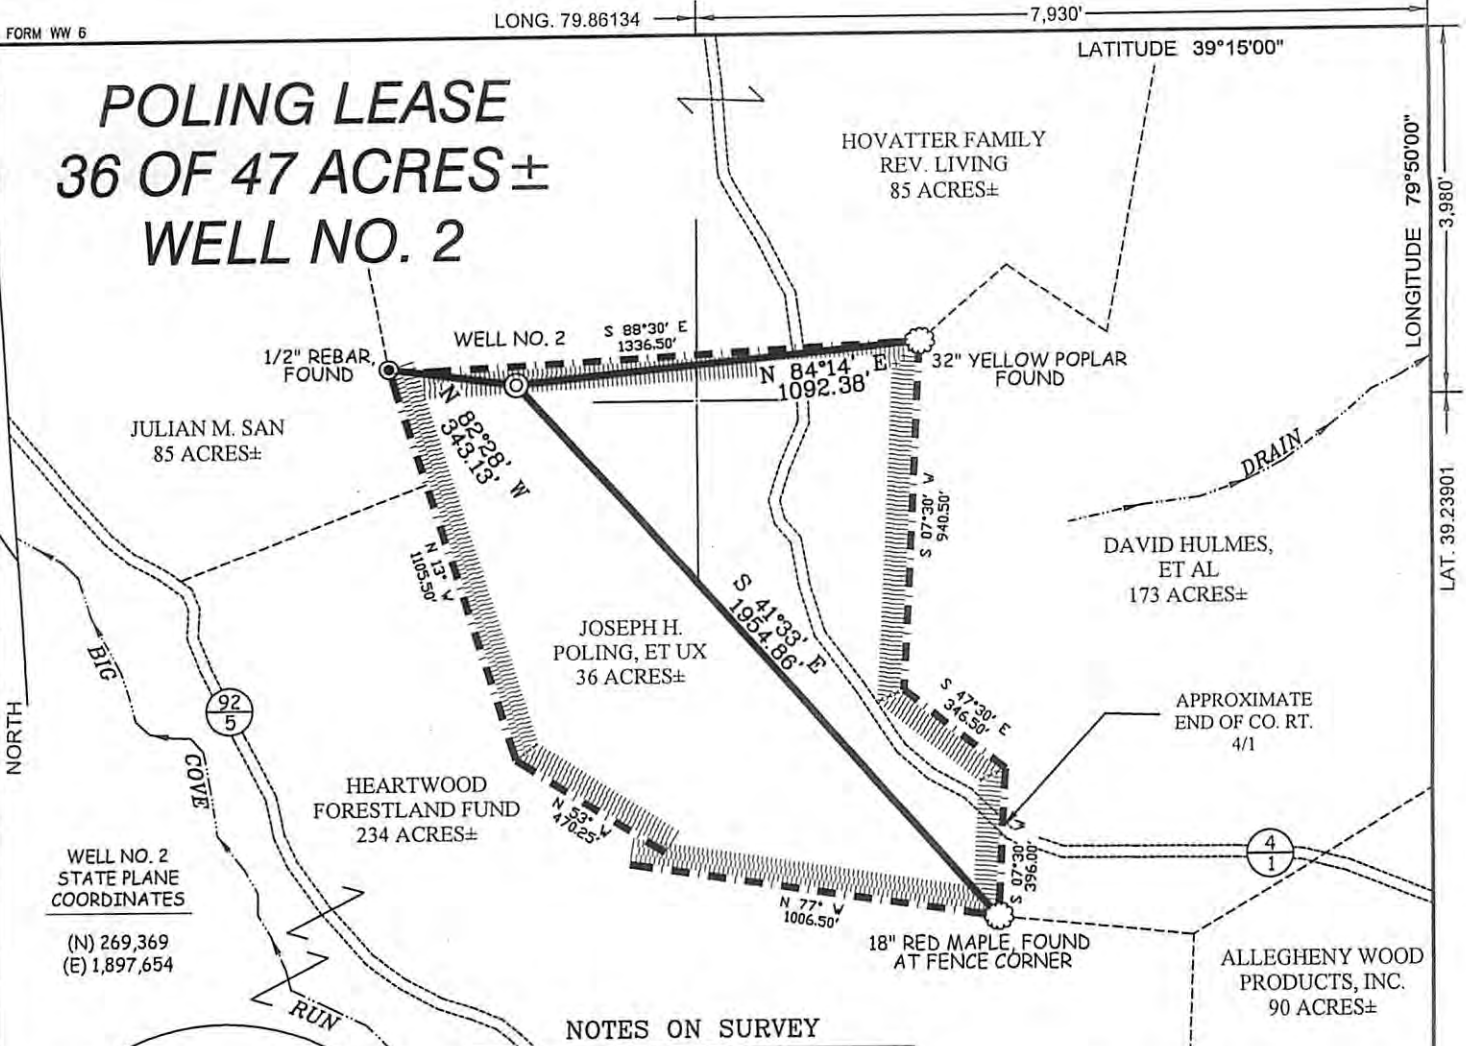 FORM WW 6
LONG. 79.86134
7,930'
LATITUDE 39°15'00"
POLING LEASE
36 OF 47 ACRES±
WELL NO. 2
HOVATTER FAMILY
REV. LIVING
85 ACRES±
LONGITUDE 79°50'00"
3,980'
LAT. 39.23901
1/2" REBAR,
FOUND
WELL NO. 2
S 88°30' E
1336.50'
N 84°14' E
1092.38'
32" YELLOW POPLAR
FOUND
N 82°28' W
343.13'
JULIAN M. SAN
85 ACRES±
DRAIN
S 07°30' W
940.50'
N 13° W
1105.50'
DAVID HULMES,
ET AL
173 ACRES±
S 41°33' E
1954.86'
JOSEPH H.
POLING, ET UX
36 ACRES±
BIG
COVE
RUN
92
5
NORTH
S 47°30' E
346.50'
APPROXIMATE
END OF CO. RT.
4/1
HEARTWOOD
FORESTLAND FUND
234 ACRES±
N 53° W
470.25'
4
1
S 07°30' W
396.00'
WELL NO. 2
STATE PLANE
COORDINATES
(N) 269,369
(E) 1,897,654
N 77° W
1006.50'
18" RED MAPLE, FOUND
AT FENCE CORNER
ALLEGHENY WOOD
PRODUCTS, INC.
90 ACRES±
NOTES ON SURVEY